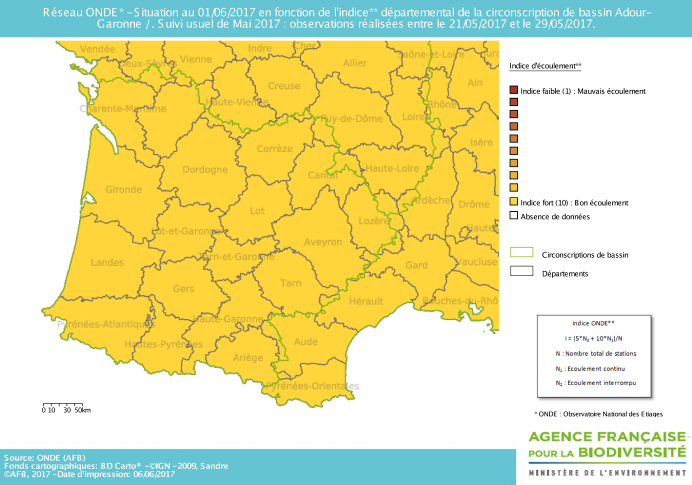 Réseau ONDE* -Situation au 01/06/2017 en fonction de l'indice** départemental de la circonscription de bassin Adour-
Garonne /. Suivi usuel de Mai 2017 : observations réalisées entre le 21/05/2017 et le 29/05/2017.
Vendée
Deux-Sèvres
Vienne
Indre
Cher
Allier
Saône-et-Loire
Jura
Ain
Creuse
Haute-Vienne
Charente-Maritime
Puy-de-Dôme
Loire
Rhône
Isère
Corrèze
Dordogne
Cantal
Haute-Loire
Gironde
Ardèche
Drôme
Lot
Lozère
Haute
Lot-et-Garonne
Aveyron
Landes
Tarn-et-Garonne
Gard
Vaucluse
Gers
Tarn
Hérault
Bouches-du-Rhô
Pyrénées-Atlantiques
Haute-Garonne
Hautes-Pyrénées
Aude
Ariège
Pyrénées-Orientales
0 10 30 50km
Indice d'écoulement**
Indice faible (1) : Mauvais écoulement
Indice fort (10) : Bon écoulement
Absence de données
Circonscriptions de bassin
Départements
Indice ONDE**
I = (5*N₂ + 10*N₁)/N
N : Nombre total de stations
N₁ : Ecoulement continu
N₂ : Ecoulement interrompu
* ONDE : Observatoire National des Etiages
AGENCE FRANÇAISE
POUR LA BIODIVERSITÉ
MINISTÈRE DE L'ENVIRONNEMENT
Source: ONDE (AFB)
Fonds cartographiques: BD Carto® -©IGN -2009, Sandre
©AFB, 2017 -Date d'impression: 06/06/2017